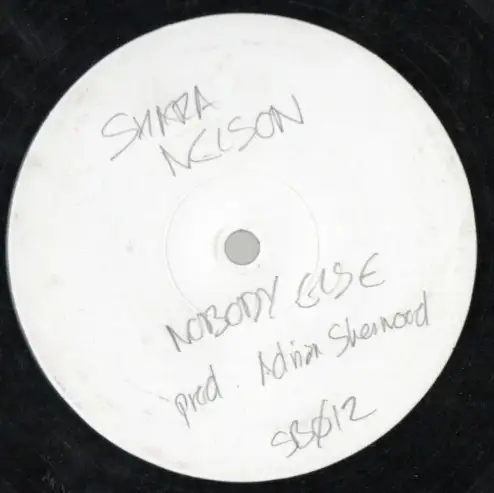 SHARA
NELSON
NOBODY ELSE
prod. Adrian Sherwood
SBØ12